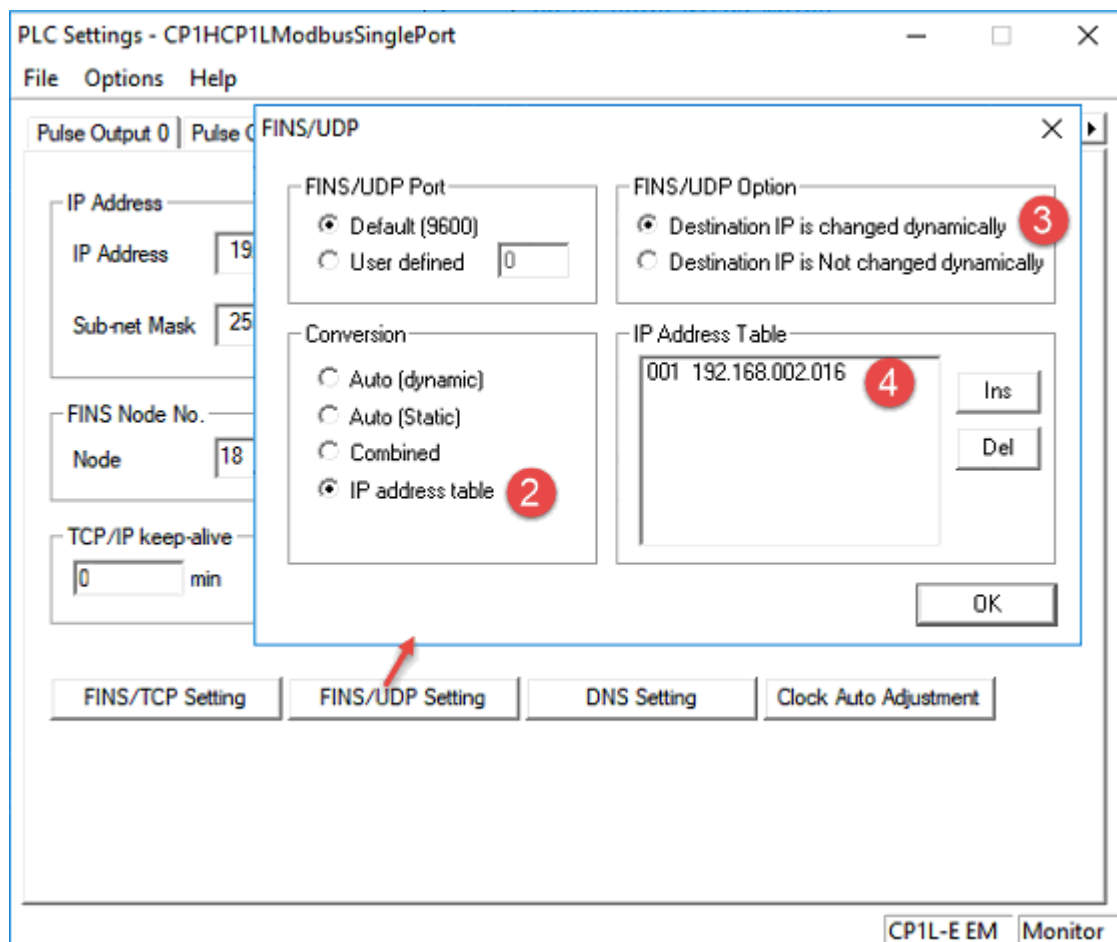 PLC Settings - CP1HCP1LModbusSinglePort
File Options Help
Pulse Output 0 Pulse
FINS/UDP
IP Address
IP Address 19
Sub-net Mask 25
FINS Node No.
Node 18
TCP/IP keep-alive
0 min
FINS/UDP Port
Default (9600)
User defined 0
FINS/UDP Option
Destination IP is changed dynamically 3
Destination IP is Not changed dynamically
Conversion
Auto (dynamic)
Auto (Static)
Combined
IP address table 2
IP Address Table
001 192.168.002.016 4
Ins
Del
OK
FINS/TCP Setting FINS/UDP Setting DNS Setting Clock Auto Adjustment
CP1L-E EM Monitor